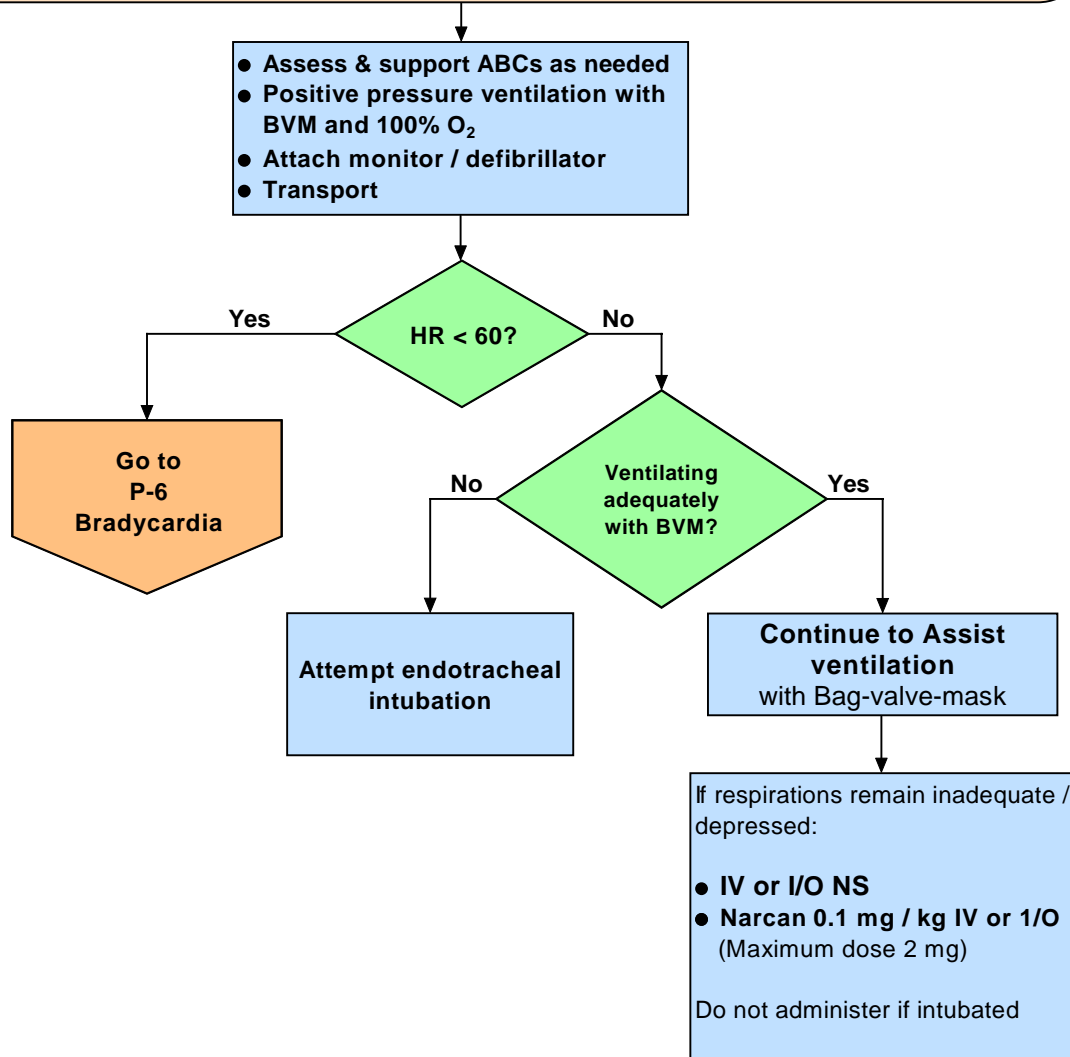 ● Assess & support ABCs as needed
● Positive pressure ventilation with
BVM and 100% O₂
● Attach monitor / defibrillator
● Transport
HR < 60?
Yes
No
Go to
P-6
Bradycardia
Ventilating
adequately
with BVM?
No
Yes
Attempt endotracheal
intubation
Continue to Assist
ventilation
with Bag-valve-mask
If respirations remain inadequate /
depressed:
● IV or I/O NS
● Narcan 0.1 mg / kg IV or 1/O
(Maximum dose 2 mg)
Do not administer if intubated